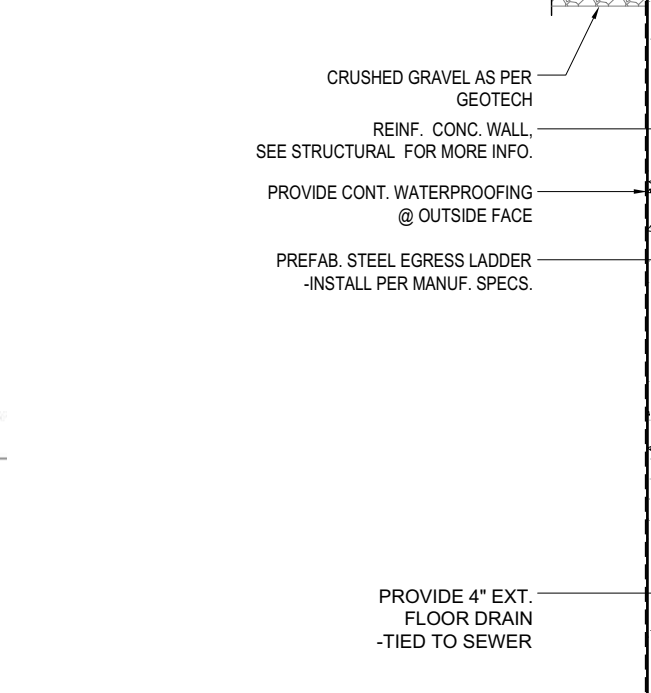 CRUSHED GRAVEL AS PER
GEOTECH
REINF. CONC. WALL,
SEE STRUCTURAL FOR MORE INFO.
PROVIDE CONT. WATERPROOFING
@ OUTSIDE FACE
PREFAB. STEEL EGRESS LADDER
-INSTALL PER MANUF. SPECS.
PROVIDE 4" EXT.
FLOOR DRAIN
-TIED TO SEWER